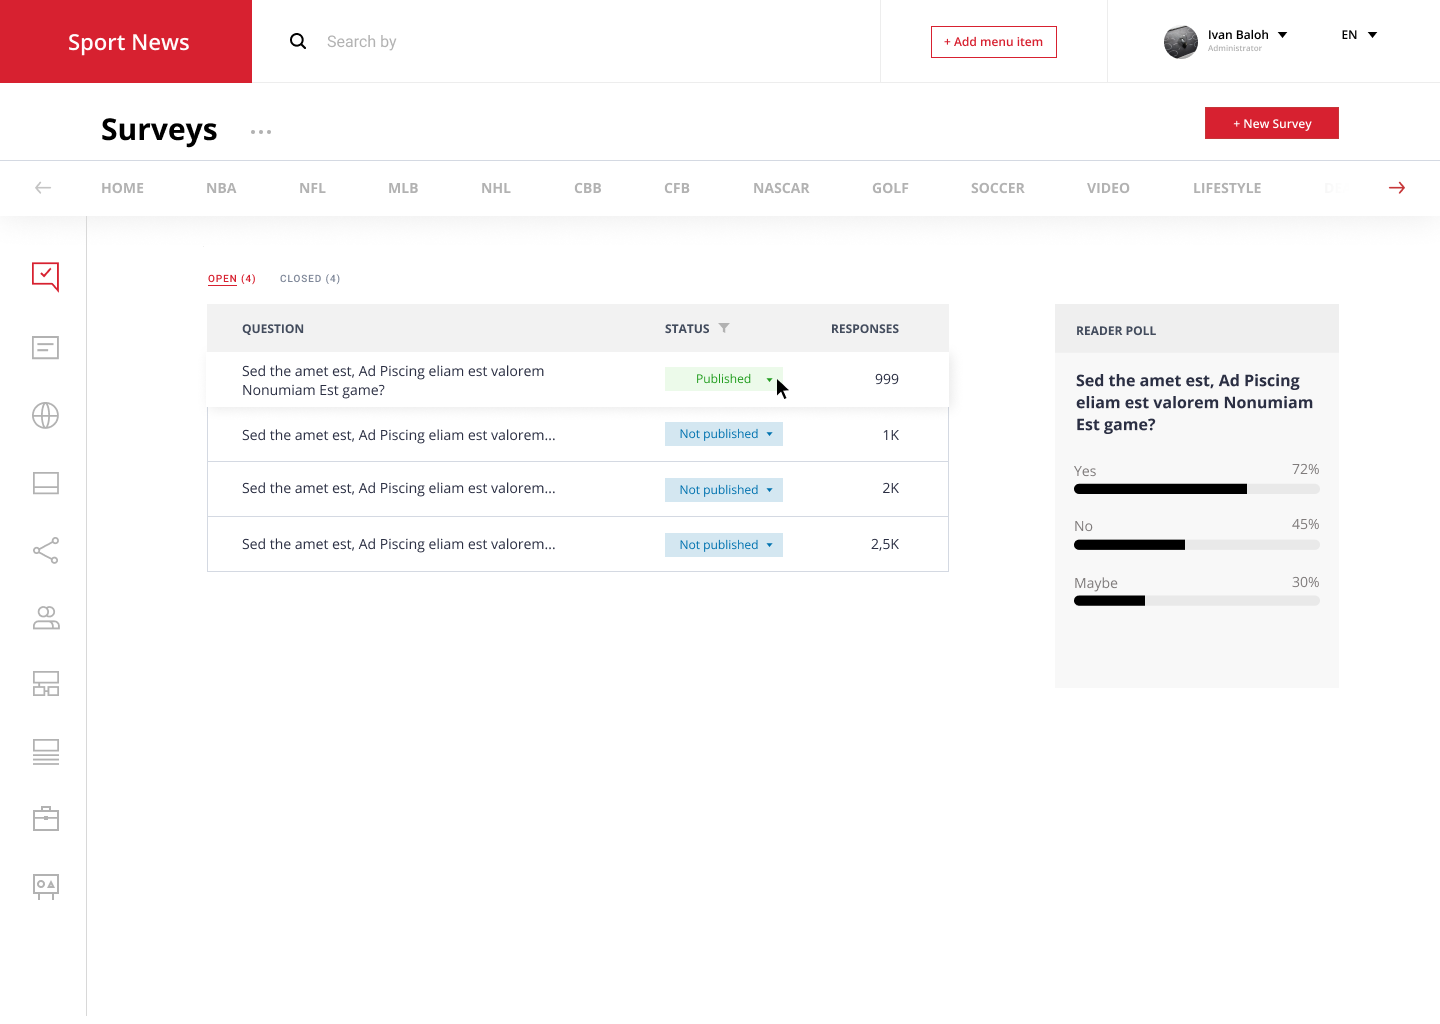 Sport News
Search by
+ Add menu item
Ivan Baloh
Administrator
EN
Surveys
+ New Survey
HOME NBA NFL MLB NHL CBB CFB NASCAR GOLF SOCCER VIDEO LIFESTYLE
OPEN (4) CLOSED (4)
QUESTION STATUS RESPONSES
Sed the amet est, Ad Piscing eliam est valorem
Nonumiam Est game?
Published
999
Sed the amet est, Ad Piscing eliam est valorem... Not published 1K
Sed the amet est, Ad Piscing eliam est valorem... Not published 2K
Sed the amet est, Ad Piscing eliam est valorem... Not published 2,5K
READER POLL
Sed the amet est, Ad Piscing
eliam est valorem Nonumiam
Est game?
Yes 72%
No 45%
Maybe 30%